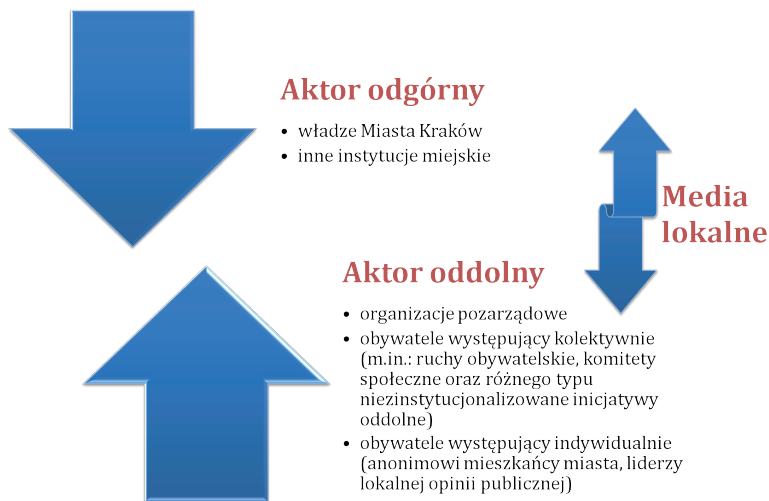 Aktor odgórny
• władze Miasta Kraków
• inne instytucje miejskie
Media
lokalne
Aktor oddolny
• organizacje pozarządowe
• obywatele występujący kolektywnie
(m.in.: ruchy obywatelskie, komitety
społeczne oraz różnego typu
niezinstytucjonalizowane inicjatywy
oddolne)
• obywatele występujący indywidualnie
(anonimowi mieszkańcy miasta, liderzy
lokalnej opinii publicznej)